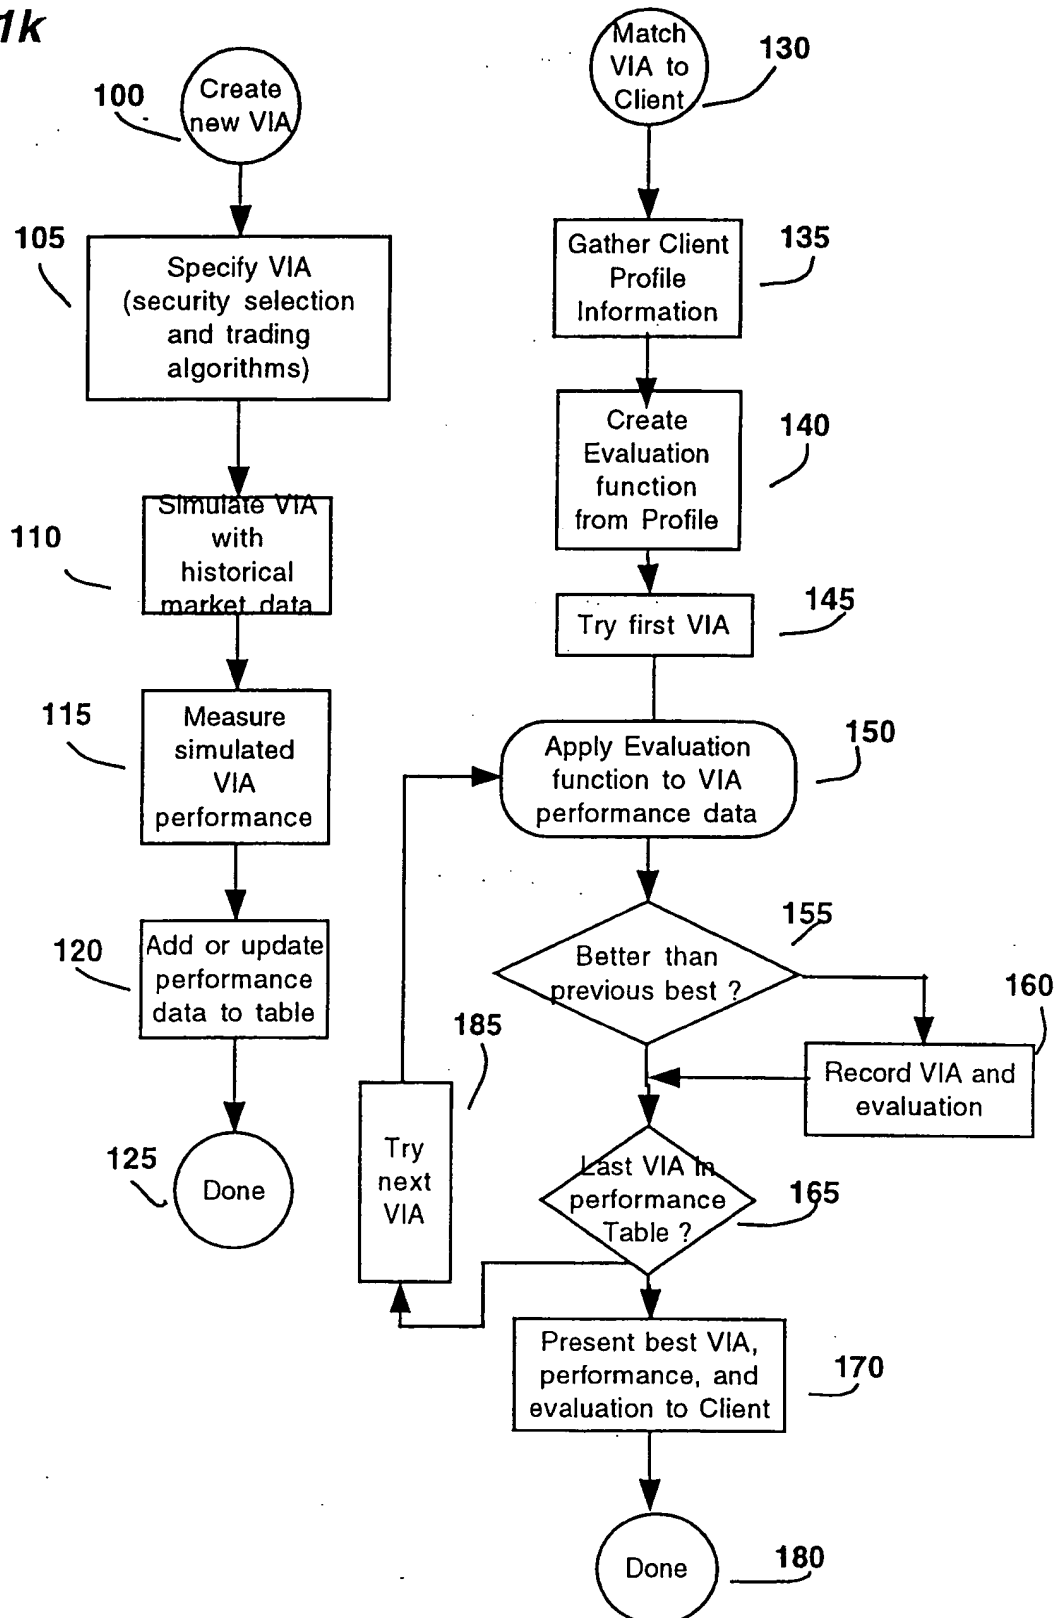 1k
100
Create
new VIA
105
Specify VIA
(security selection
and trading
algorithms)
110
Simulate VIA
with
historical
market data
115
Measure
simulated
VIA
performance
120
Add or update
performance
data to table
125
Done
Match
VIA to
Client
130
Gather Client
Profile
Information
135
Create
Evaluation
function
from Profile
140
Try first VIA
145
Apply Evaluation
function to VIA
performance data
150
Better than
previous best ?
155
Record VIA and
evaluation
160
185
Try
next
VIA
Last VIA in
performance
Table ?
165
Present best VIA,
performance, and
evaluation to Client
170
Done
180